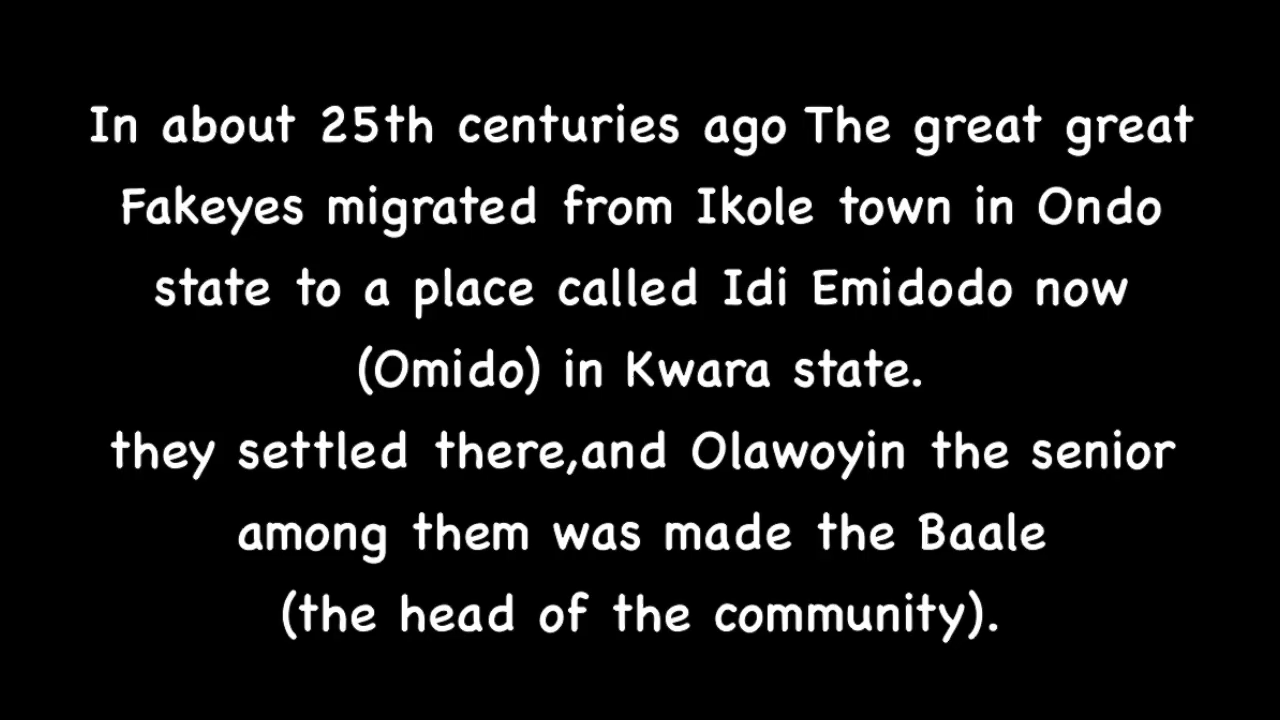 In about 25th centuries ago The great great
Fakeyes migrated from Ikole town in Ondo
state to a place called Idi Emidodo now
(Omido) in Kwara state.
they settled there,and Olawoyin the senior
among them was made the Baale
(the head of the community).